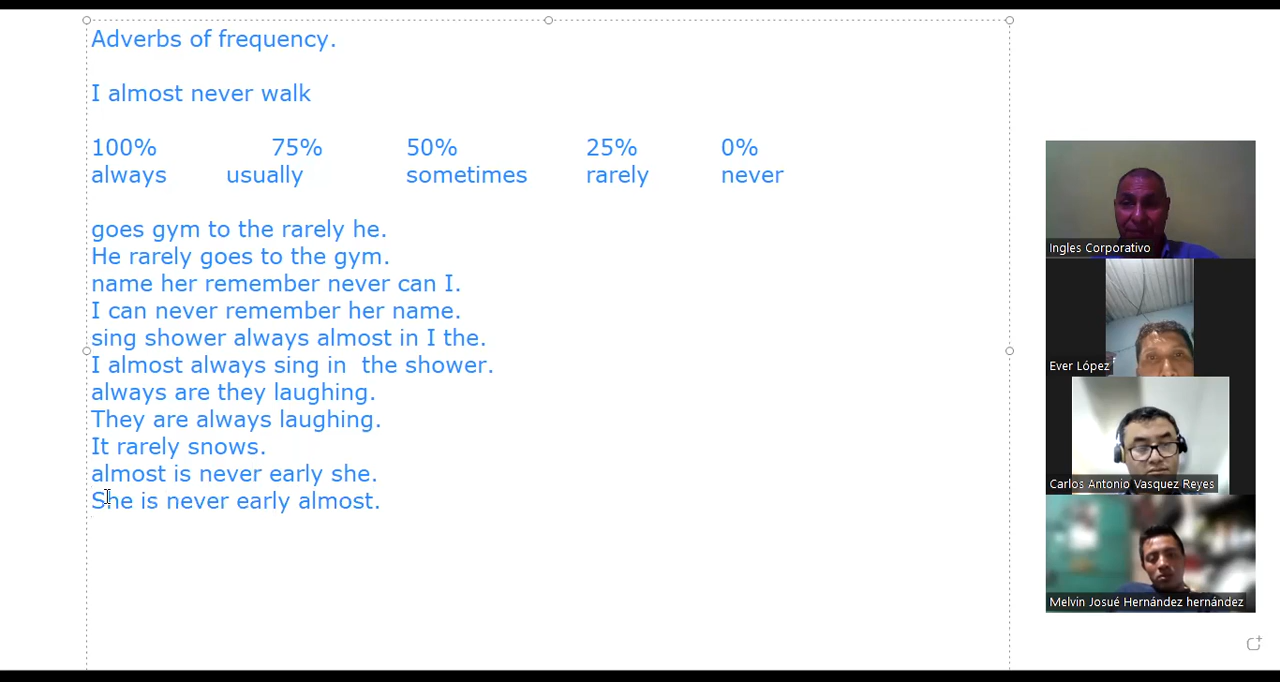 Adverbs of frequency.
I almost never walk
100% 75% 50% 25% 0%
always usually sometimes rarely never
goes gym to the rarely he.
He rarely goes to the gym.
name her remember never can I.
I can never remember her name.
sing shower always almost in I the.
I almost always sing in  the shower.
always are they laughing.
They are always laughing.
It rarely snows.
almost is never early she.
She is never early almost.
Ingles Corporativo
Ever López
Carlos Antonio Vasquez Reyes
Melvin Josué Hernández hernández